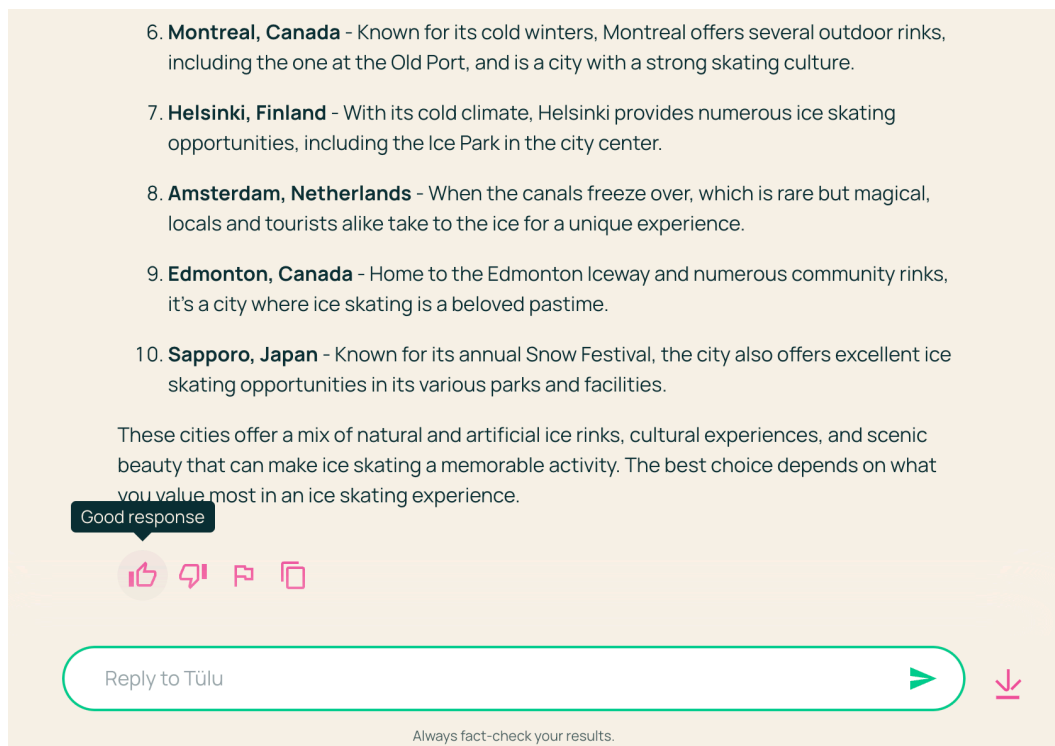 6. Montreal, Canada - Known for its cold winters, Montreal offers several outdoor rinks,
including the one at the Old Port, and is a city with a strong skating culture.
7. Helsinki, Finland - With its cold climate, Helsinki provides numerous ice skating
opportunities, including the Ice Park in the city center.
8. Amsterdam, Netherlands - When the canals freeze over, which is rare but magical,
locals and tourists alike take to the ice for a unique experience.
9. Edmonton, Canada - Home to the Edmonton Iceway and numerous community rinks,
it's a city where ice skating is a beloved pastime.
10. Sapporo, Japan - Known for its annual Snow Festival, the city also offers excellent ice
skating opportunities in its various parks and facilities.
These cities offer a mix of natural and artificial ice rinks, cultural experiences, and scenic
beauty that can make ice skating a memorable activity. The best choice depends on what
you value most in an ice skating experience.
Good response
Reply to Tülu
Always fact-check your results.